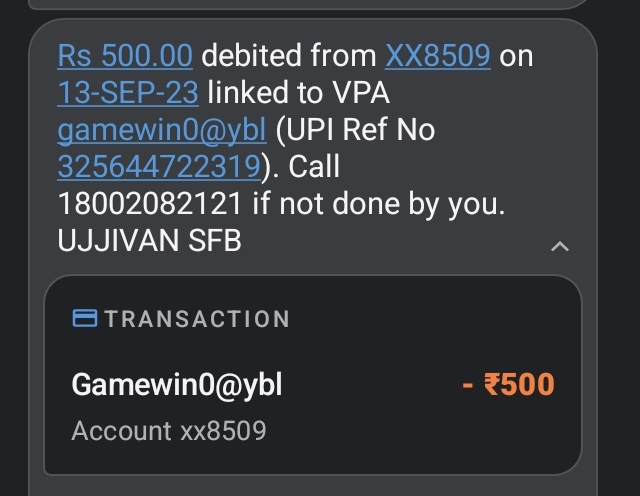 Rs 500.00 debited from XX8509 on
13-SEP-23 linked to VPA
gamewin0@ybl (UPI Ref No
325644722319). Call
18002082121 if not done by you.
UJJIVAN SFB
TRANSACTION
Gamewin0@ybl - ₹500
Account xx8509